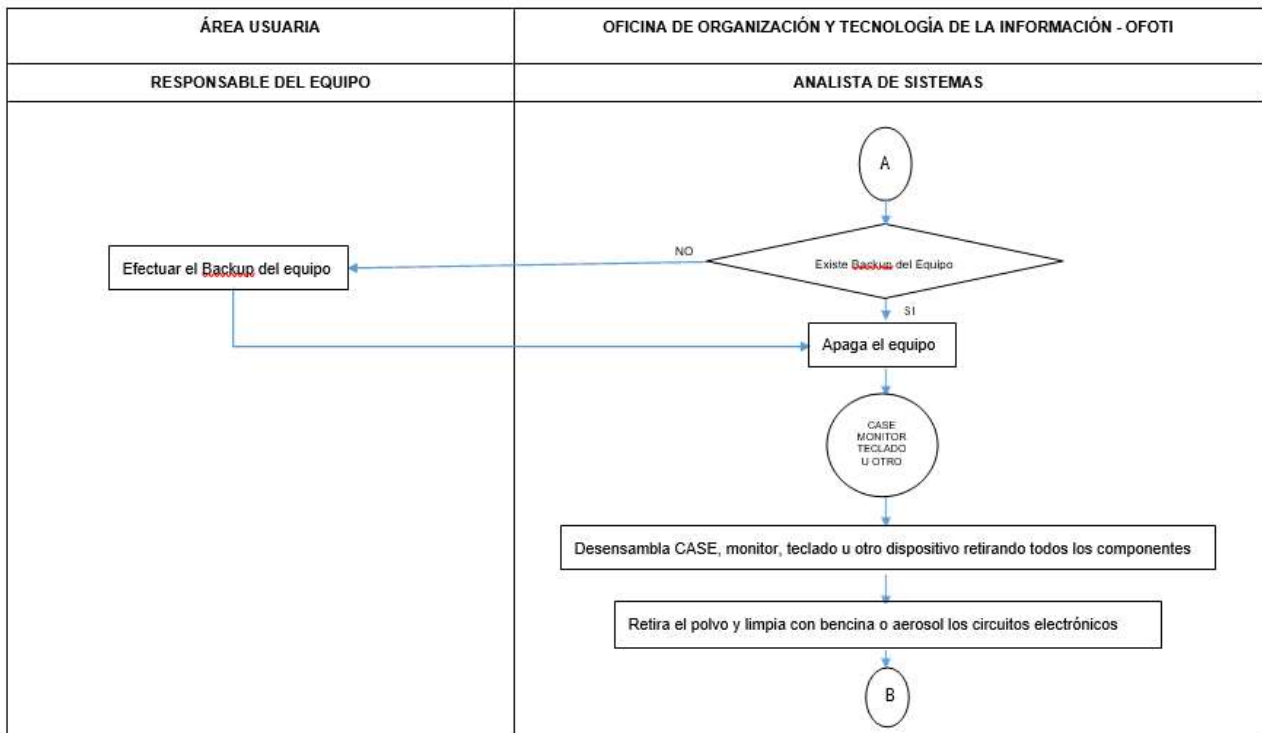 ÁREA USUARIA
OFICINA DE ORGANIZACIÓN Y TECNOLOGÍA DE LA INFORMACIÓN - OFOTI
RESPONSABLE DEL EQUIPO
ANALISTA DE SISTEMAS
A
NO
Existe Backup del Equipo
Efectuar el Backup del equipo
SI
Apaga el equipo
CASE
MONITOR
TECLADO
U OTRO
Desensambla CASE, monitor, teclado u otro dispositivo retirando todos los componentes
Retira el polvo y limpia con bencina o aerosol los circuitos electrónicos
B